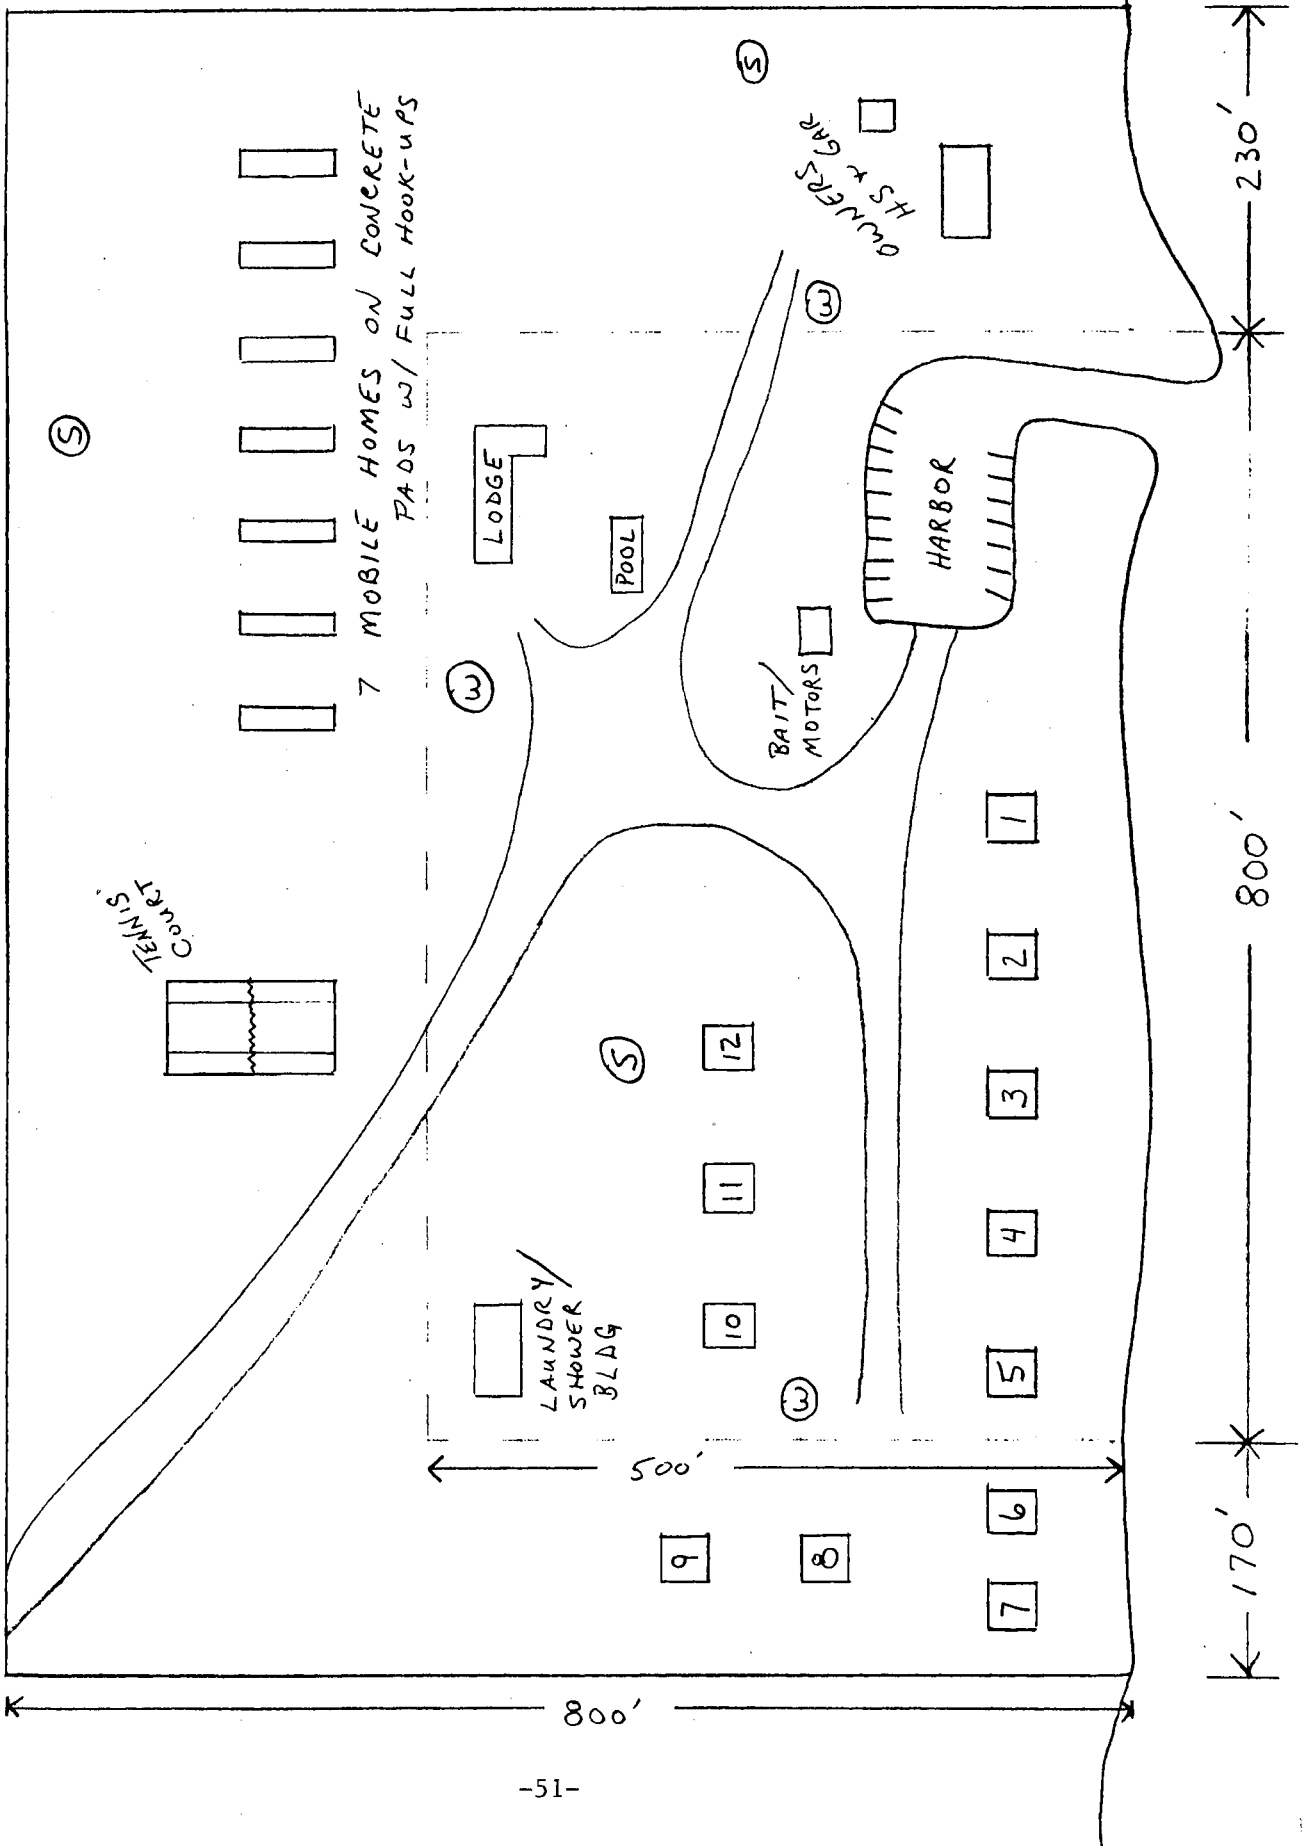 S
7 MOBILE HOMES ON CONCRETE
PADS W/ FULL HOOK-UPS
TENNIS
COURT
LODGE
W
POOL
S
OWNERS
HS & GAR
W
BAIT/
MOTORS
HARBOR
S
LAUNDRY/
SHOWER
BLDG
W
12
11
10
9
8
7
6
5
4
3
2
1
500'
800'
170'
800'
230'
-51-